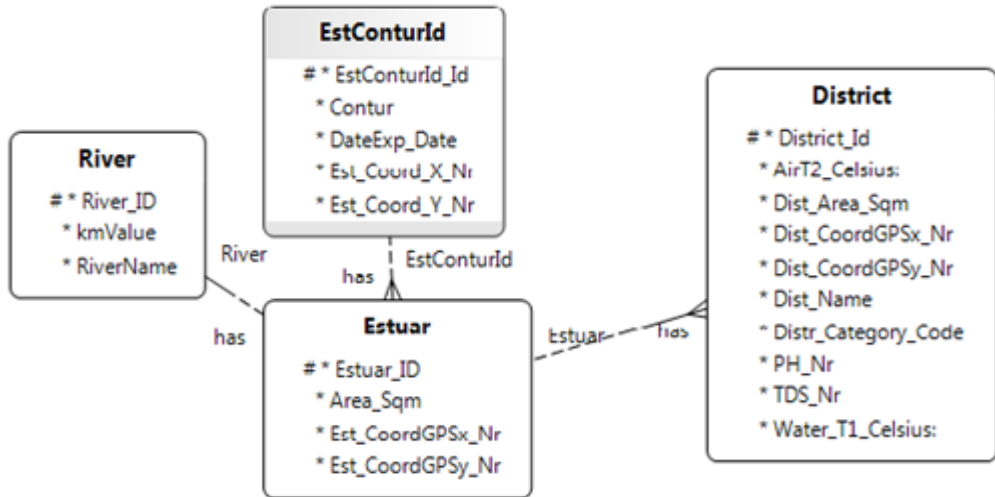 EstConturId
# * EstConturId_Id
* Contur
* DateExp_Date
* Est_Coord_X_Nr
* Est_Coord_Y_Nr
River
# * River_ID
* kmValue
* RiverName
District
# * District_Id
* AirT2_Celsius:
* Dist_Area_Sqm
* Dist_CoordGPSx_Nr
* Dist_CoordGPSy_Nr
* Dist_Name
* Distr_Category_Code
* PH_Nr
* TDS_Nr
* Water_T1_Celsius:
River
has
EstConturId
has
Estuar
has
Estuar
# * Estuar_ID
* Area_Sqm
* Est_CoordGPSx_Nr
* Est_CoordGPSy_Nr